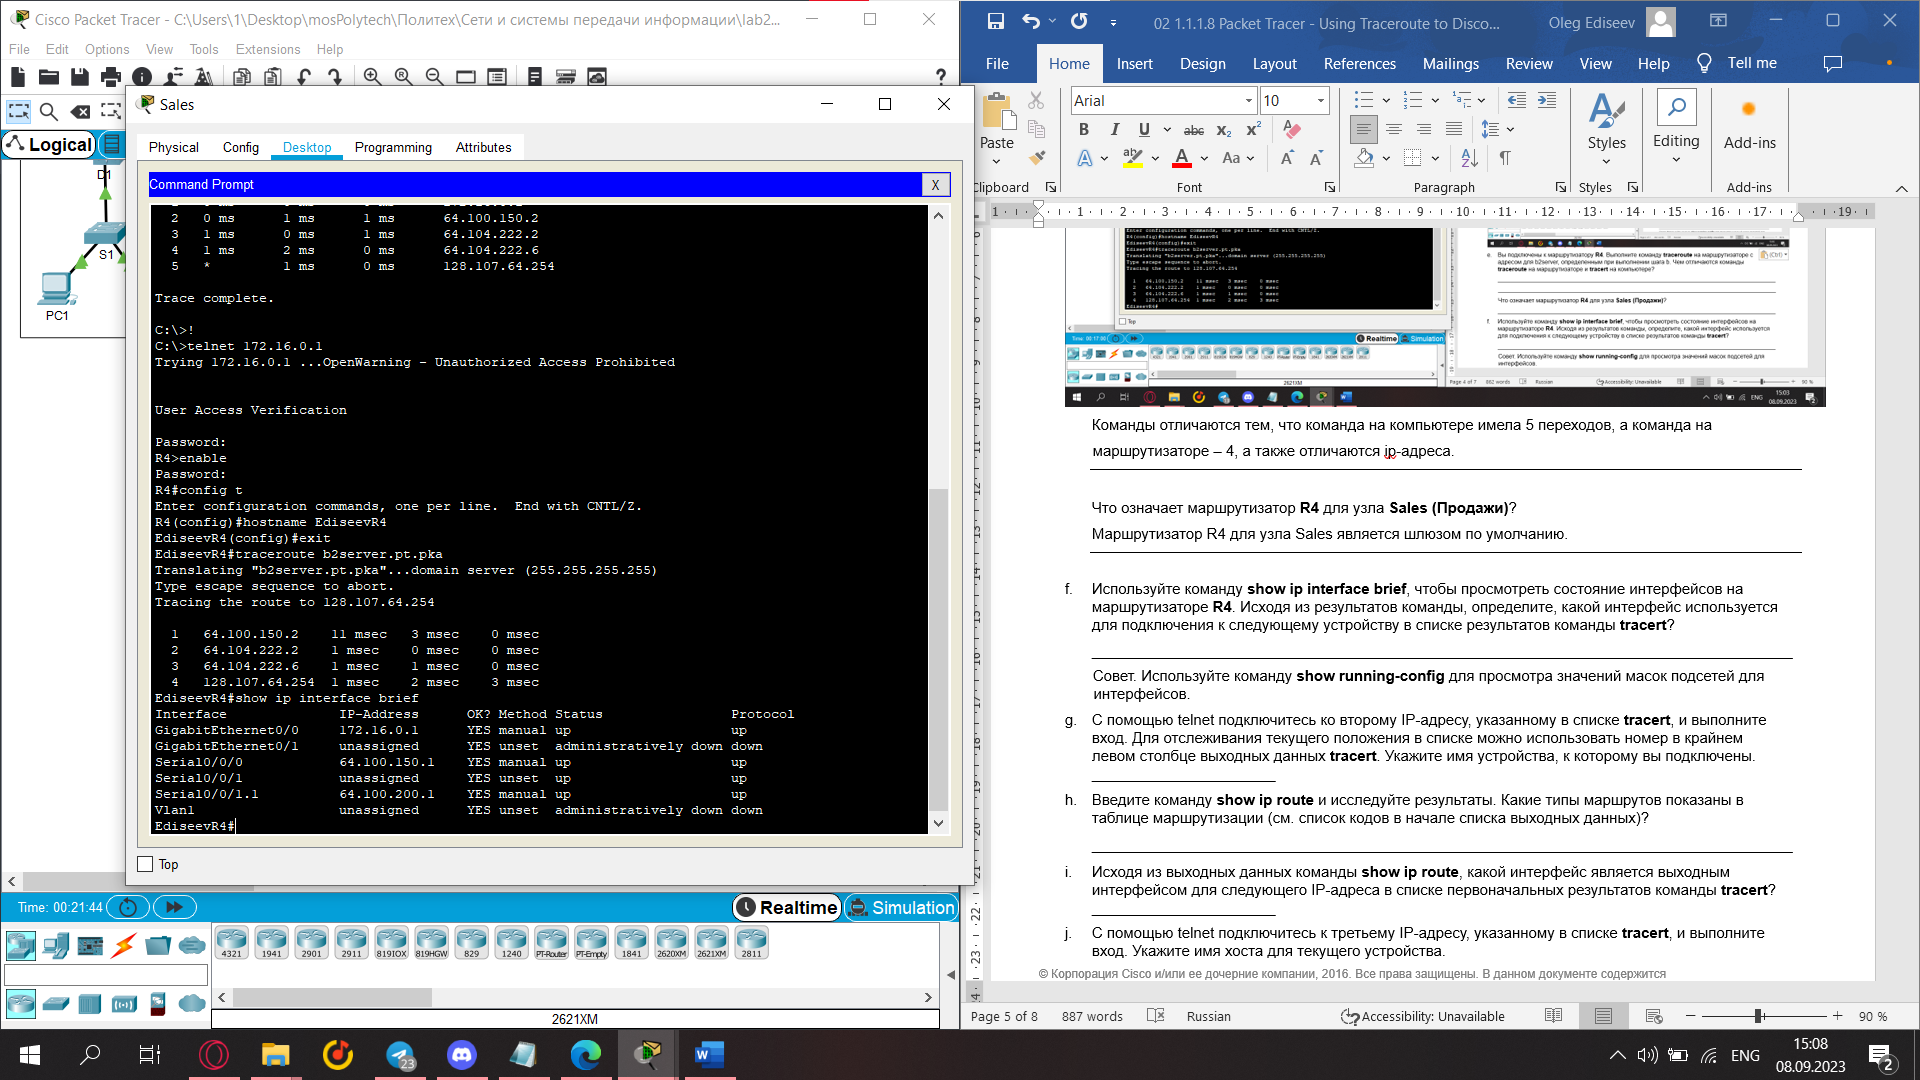 Cisco Packet Tracer - C:\Users\1\Desktop\mosPolytech\Политех\Сети и системы передачи информации\lab2...
File Edit Options View Tools Extensions Help
Logical
D1
S1
PC1
Sales
Physical Config Desktop Programming Attributes
Command Prompt
X
2 0 ms 1 ms 1 ms 64.100.150.2
3 1 ms 0 ms 1 ms 64.104.222.2
4 1 ms 2 ms 0 ms 64.104.222.6
5 * 1 ms 0 ms 128.107.64.254
Trace complete.
C:\>!
C:\>telnet 172.16.0.1
Trying 172.16.0.1 ...OpenWarning - Unauthorized Access Prohibited
User Access Verification
Password:
R4>enable
Password:
R4#config t
Enter configuration commands, one per line.  End with CNTL/Z.
R4(config)#hostname EdiseevR4
EdiseevR4(config)#exit
EdiseevR4#traceroute b2server.pt.pka
Translating "b2server.pt.pka"...domain server (255.255.255.255)
Type escape sequence to abort.
Tracing the route to 128.107.64.254
1 64.100.150.2 11 msec 3 msec 0 msec
2 64.104.222.2 1 msec 0 msec 0 msec
3 64.104.222.6 1 msec 1 msec 0 msec
4 128.107.64.254 1 msec 2 msec 3 msec
EdiseevR4#show ip interface brief
Interface IP-Address OK? Method Status Protocol
GigabitEthernet0/0 172.16.0.1 YES manual up up
GigabitEthernet0/1 unassigned YES unset administratively down down
Serial0/0/0 64.100.150.1 YES manual up up
Serial0/0/1 unassigned YES unset up up
Serial0/0/1.1 64.100.200.1 YES manual up up
Vlan1 unassigned YES unset administratively down down
EdiseevR4#
Top
Time: 00:21:44
Realtime Simulation
4321 1941 2901 2911 819IOX 819HGW 829 1240 PT-Router PT-Empty 1841 2620XM 2621XM 2811
2621XM
02 1.1.1.8 Packet Tracer - Using Traceroute to Disco... Oleg Ediseev
File Home Insert Design Layout References Mailings Review View Help Tell me
Paste
Arial 10
Styles Editing Add-ins
Clipboard Font Paragraph Styles Add-ins
Команды отличаются тем, что команда на компьютере имела 5 переходов, а команда на
маршрутизаторе – 4, а также отличаются ip-адреса.
Что означает маршрутизатор R4 для узла Sales (Продажи)?
Маршрутизатор R4 для узла Sales является шлюзом по умолчанию.
f. Используйте команду show ip interface brief, чтобы просмотреть состояние интерфейсов на
маршрутизаторе R4. Исходя из результатов команды, определите, какой интерфейс используется
для подключения к следующему устройству в списке результатов команды tracert?
Совет. Используйте команду show running-config для просмотра значений масок подсетей для
интерфейсов.
g. С помощью telnet подключитесь ко второму IP-адресу, указанному в списке tracert, и выполните
вход. Для отслеживания текущего положения в списке можно использовать номер в крайнем
левом столбце выходных данных tracert. Укажите имя устройства, к которому вы подключены.
h. Введите команду show ip route и исследуйте результаты. Какие типы маршрутов показаны в
таблице маршрутизации (см. список кодов в начале списка выходных данных)?
i. Исходя из выходных данных команды show ip route, какой интерфейс является выходным
интерфейсом для следующего IP-адреса в списке первоначальных результатов команды tracert?
j. С помощью telnet подключитесь к третьему IP-адресу, указанному в списке tracert, и выполните
вход. Укажите имя хоста для текущего устройства.
© Корпорация Cisco и/или ее дочерние компании, 2016. Все права защищены. В данном документе содержится
Page 5 of 8 887 words Russian Accessibility: Unavailable 90 %
23
ENG
15:08
08.09.2023
2